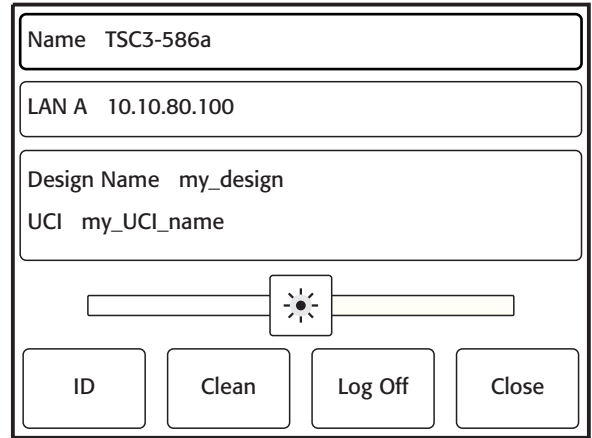 Name TSC3-586a
LAN A 10.10.80.100
Design Name my_design
UCI my_UCI_name
ID Clean Log Off Close